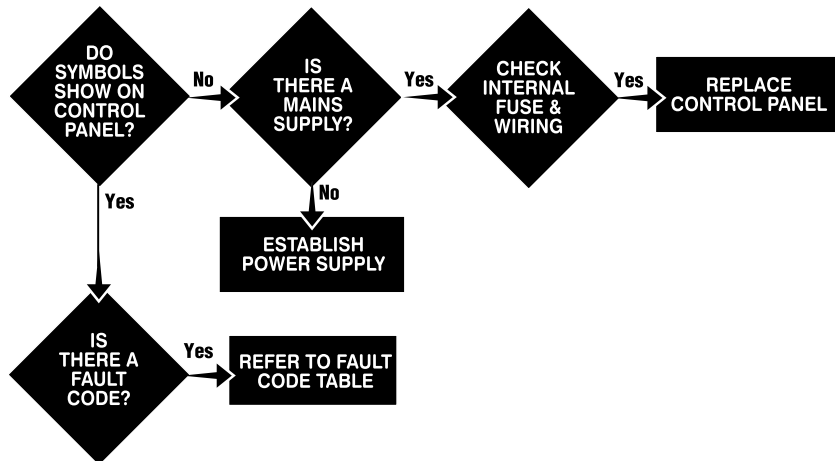 DO
SYMBOLS
SHOW ON
CONTROL
PANEL?
No
IS
THERE A
MAINS
SUPPLY?
Yes
CHECK
INTERNAL
FUSE &
WIRING
Yes
REPLACE
CONTROL PANEL
Yes
No
ESTABLISH
POWER SUPPLY
IS
THERE A
FAULT
CODE?
Yes
REFER TO FAULT
CODE TABLE